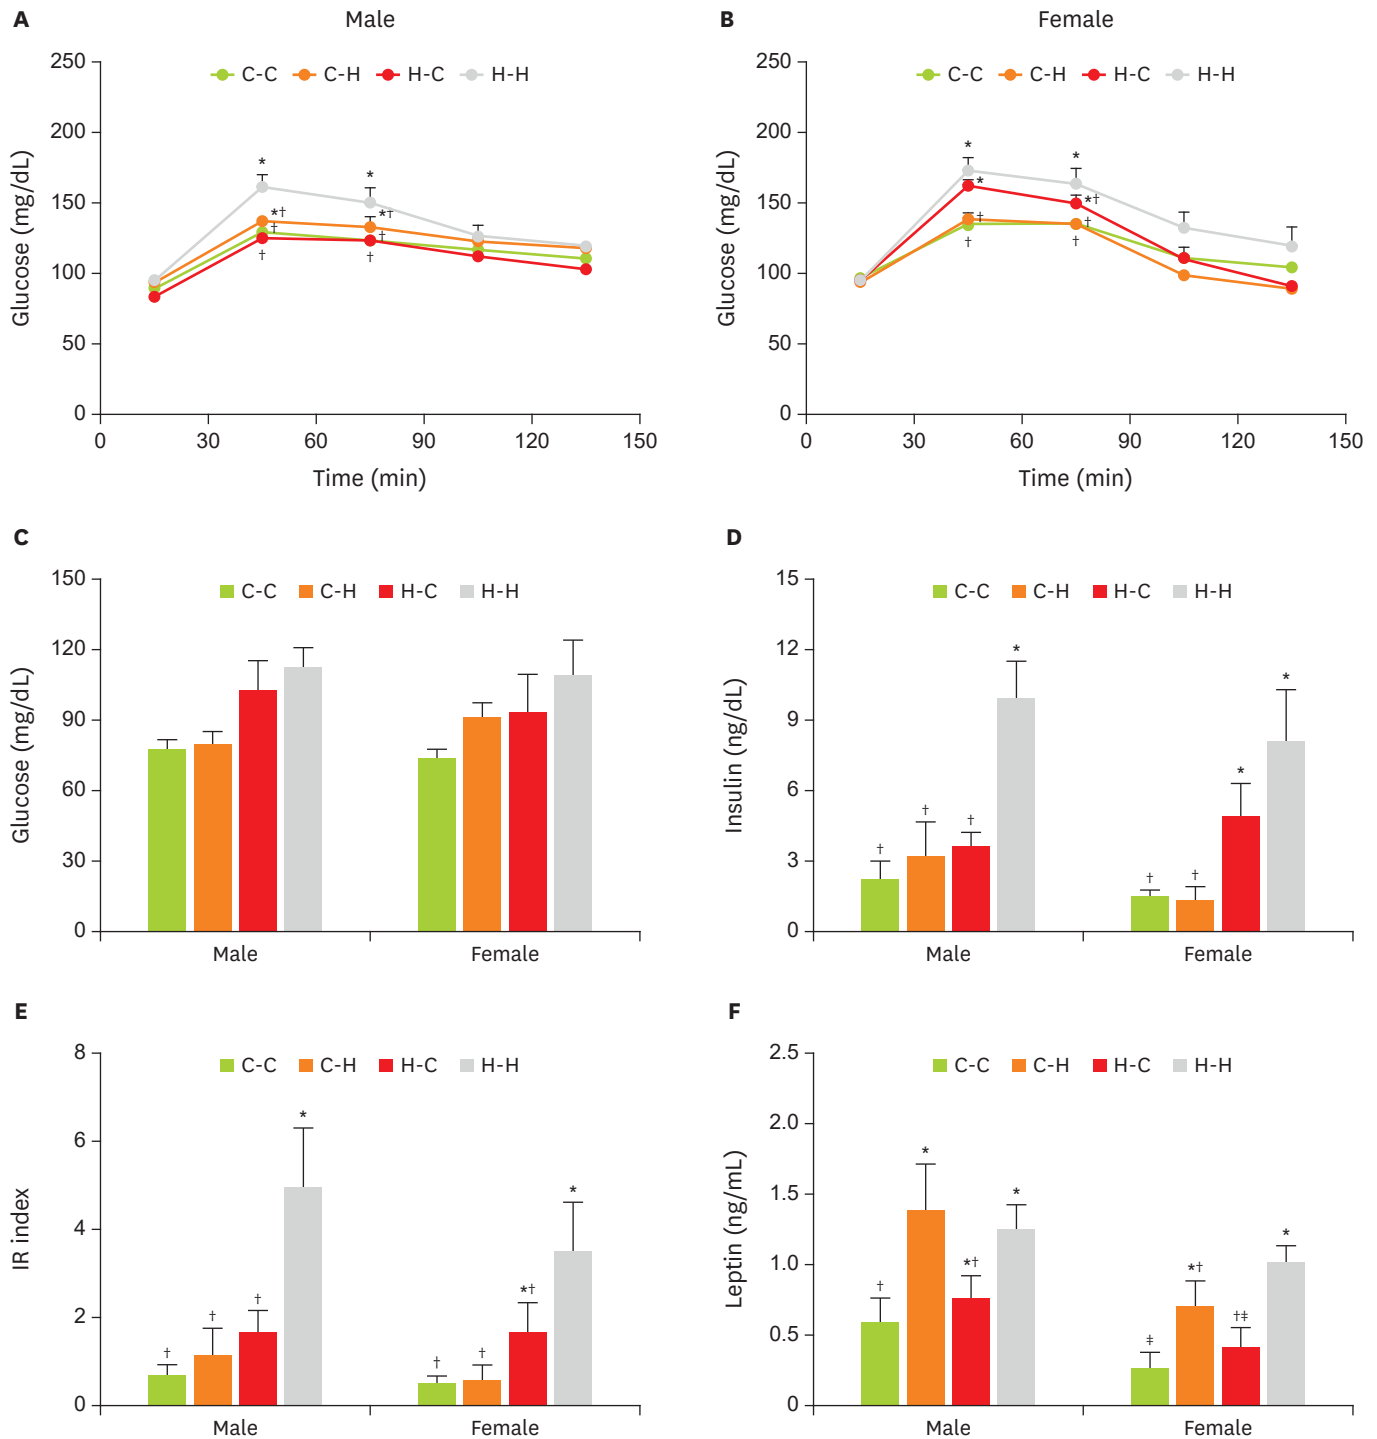 A
Male
250
C-C C-H H-C H-H
200
150
100
50
0
* * *† *† † † † †
0 30 60 90 120 150
Time (min)
Glucose (mg/dL)
B
Female
250
C-C C-H H-C H-H
200
150
100
50
0
* * * *† † † † †
0 30 60 90 120 150
Time (min)
Glucose (mg/dL)
C
150
C-C C-H H-C H-H
120
90
60
30
0
Male Female
Glucose (mg/dL)
D
15
C-C C-H H-C H-H
12
9
6
3
0
† † † * † † * *
Male Female
Insulin (ng/dL)
E
8
C-C C-H H-C H-H
6
4
2
0
† † † * † † *† *
Male Female
IR index
F
2.5
C-C C-H H-C H-H
2.0
1.5
1.0
0.5
0
† * *† * ‡ *† †‡ *
Male Female
Leptin (ng/mL)